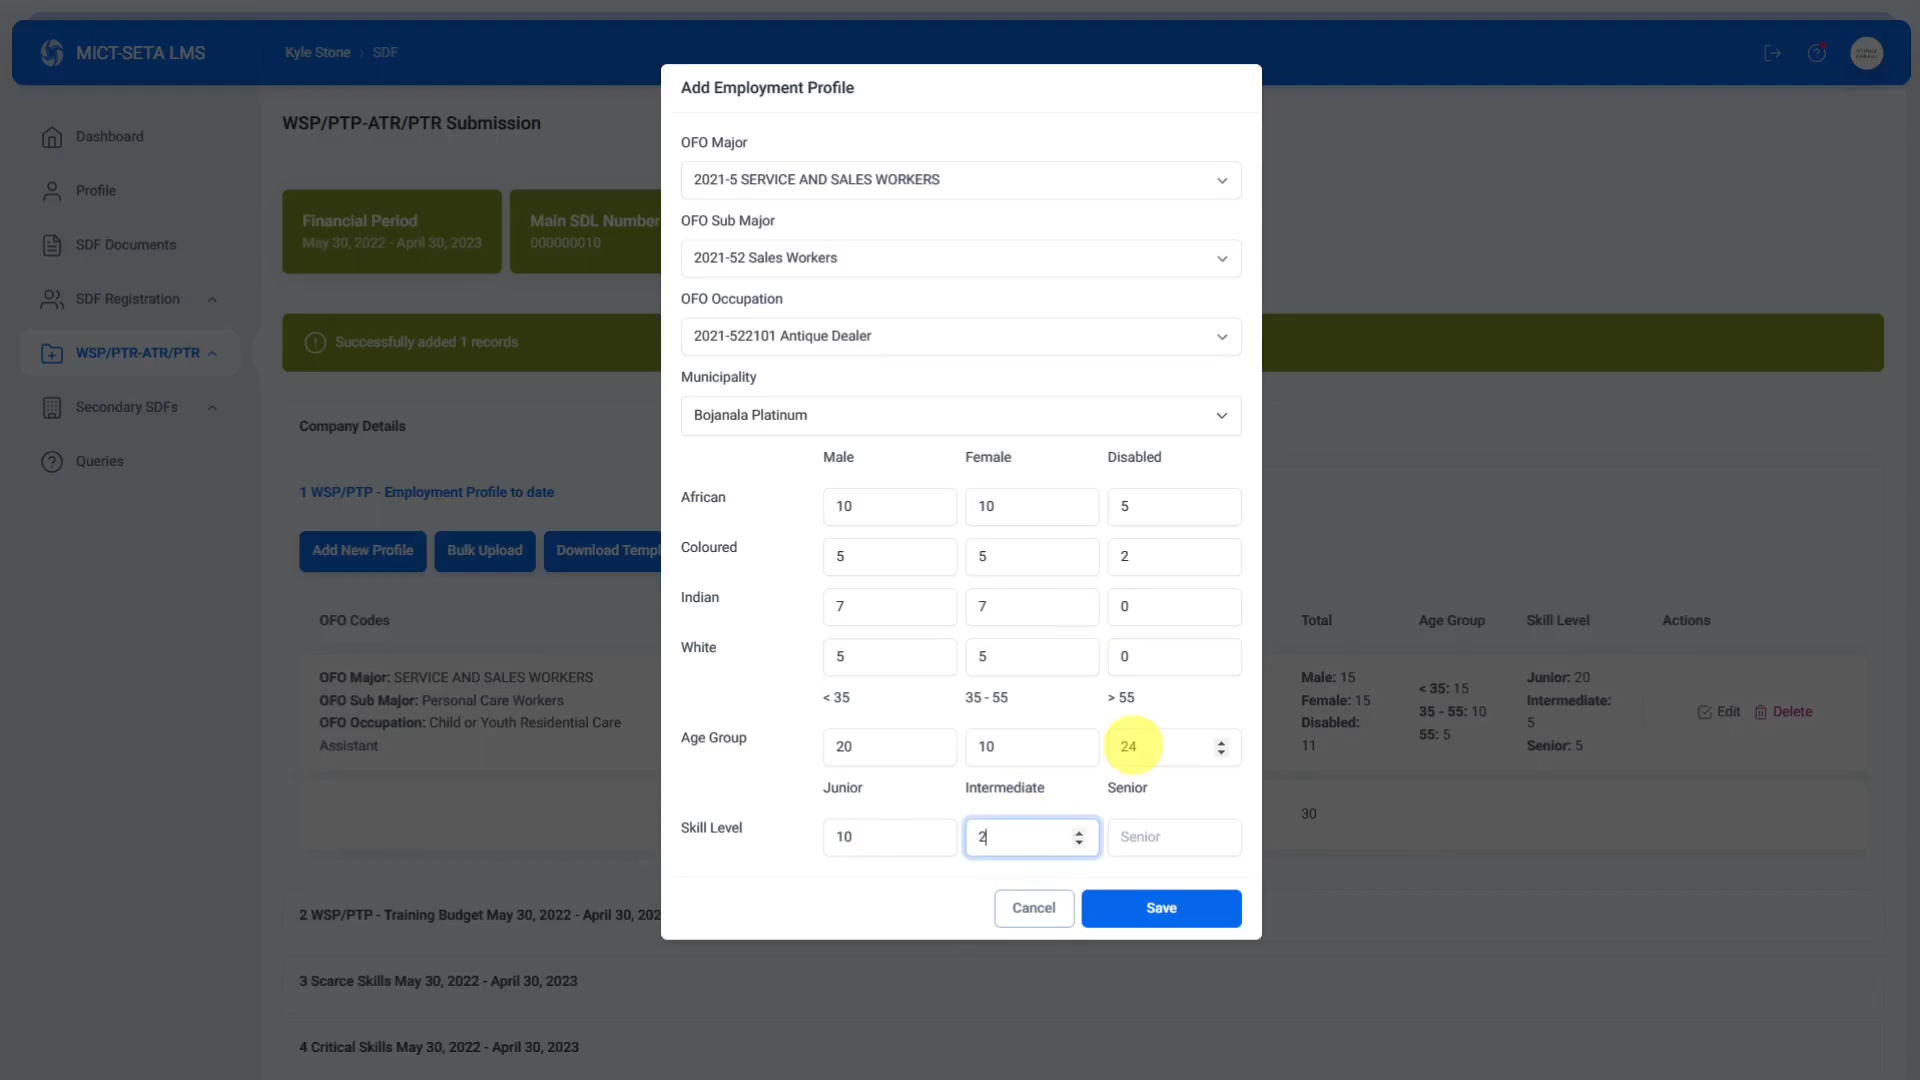 MICT-SETA LMS
Kyle Stone › SDF
Dashboard
Profile
SDF Documents
SDF Registration
WSP/PTR-ATR/PTR
Secondary SDFs
Queries
WSP/PTP-ATR/PTR Submission
Financial Period
May 30, 2022 - April 30, 2023
Main SDL Number
000000010
Successfully added 1 records
Company Details
1 WSP/PTP - Employment Profile to date
Add New Profile
Bulk Upload
Download Templ
OFO Codes
Total
Age Group
Skill Level
Actions
OFO Major: SERVICE AND SALES WORKERS
OFO Sub Major: Personal Care Workers
OFO Occupation: Child or Youth Residential Care
Assistant
Male: 15
Female: 15
Disabled:
11
< 35: 15
35 - 55: 10
55: 5
Junior: 20
Intermediate:
5
Senior: 5
Edit
Delete
30
2 WSP/PTP - Training Budget May 30, 2022 - April 30, 202
3 Scarce Skills May 30, 2022 - April 30, 2023
4 Critical Skills May 30, 2022 - April 30, 2023
Add Employment Profile
OFO Major
2021-5 SERVICE AND SALES WORKERS
OFO Sub Major
2021-52 Sales Workers
OFO Occupation
2021-522101 Antique Dealer
Municipality
Bojanala Platinum
Male Female Disabled
African 10 10 5
Coloured 5 5 2
Indian 7 7 0
White 5 5 0
< 35 35 - 55 > 55
Age Group 20 10 24
Junior Intermediate Senior
Skill Level 10 2 Senior
Cancel
Save